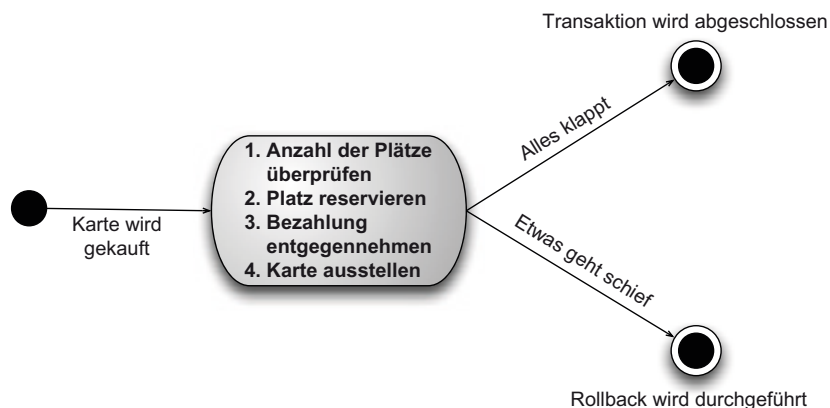 Transaktion wird abgeschlossen
Alles klappt
1. Anzahl der Plätze
überprüfen
2. Platz reservieren
3. Bezahlung
entgegennehmen
4. Karte ausstellen
Karte wird
gekauft
Etwas geht schief
Rollback wird durchgeführt